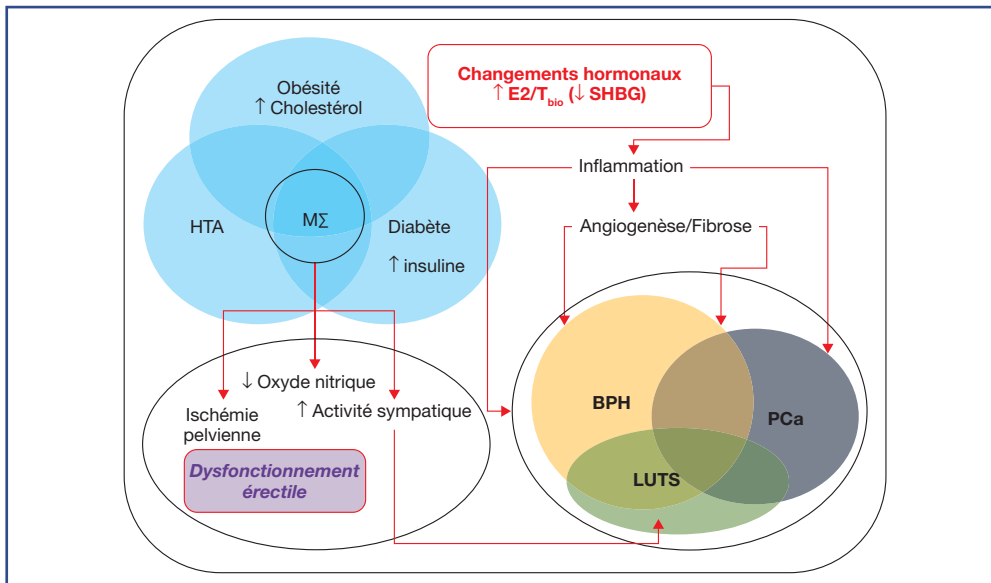 Obésité
↑ Cholestérol
HTA
MΣ
Diabète
↑ insuline
Changements hormonaux
↑ E2/Tbio (↓ SHBG)
Inflammation
Angiogenèse/Fibrose
↓ Oxyde nitrique
↑ Activité sympatique
Ischémie
pelvienne
Dysfonctionnement
érectile
BPH
PCa
LUTS